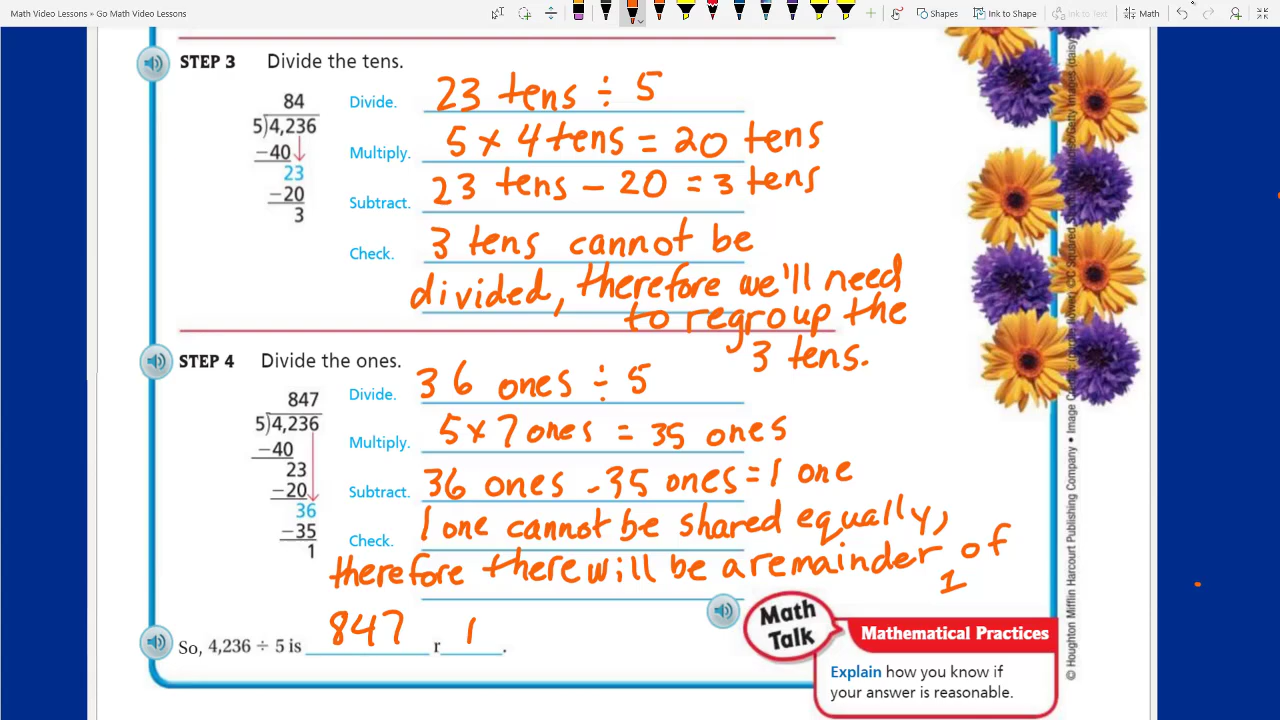 Math Video Lessons » Go Math Video Lessons
Shapes
Ink to Shape
Ink to Text
Math
STEP 3 Divide the tens.
84
5)4,236
−40
23
−20
3
Divide. 23 tens ÷ 5
Multiply. 5 × 4 tens = 20 tens
Subtract. 23 tens − 20 = 3 tens
Check. 3 tens cannot be
divided, therefore we'll need
to regroup the
3 tens.
STEP 4 Divide the ones.
847
5)4,236
−40
23
−20
36
−35
1
Divide. 36 ones ÷ 5
Multiply. 5 × 7 ones = 35 ones
Subtract. 36 ones - 35 ones = 1 one
Check. 1 one cannot be shared equally,
therefore there will be a remainder of
1
So, 4,236 ÷ 5 is 847 r 1.
Math
Talk
Mathematical Practices
Explain how you know if
your answer is reasonable.
© Houghton Mifflin Harcourt Publishing Company • Image